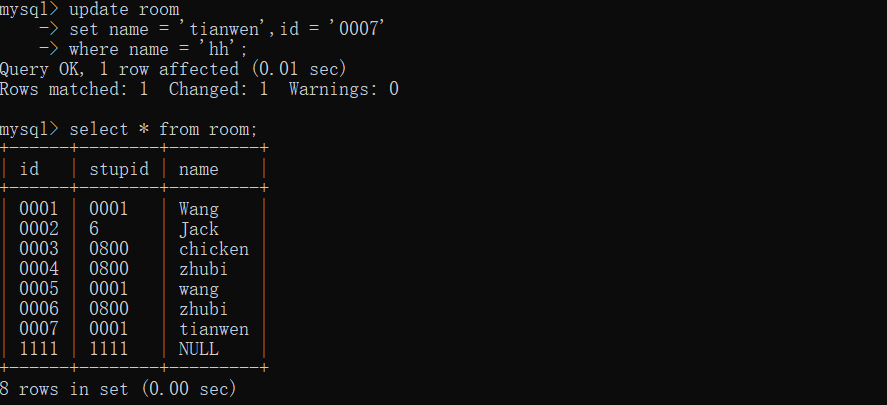 mysql> update room
    -> set name = 'tianwen',id = '0007'
    -> where name = 'hh';
Query OK, 1 row affected (0.01 sec)
Rows matched: 1  Changed: 1  Warnings: 0

mysql> select * from room;
+------+--------+---------+
| id   | stupid | name    |
+------+--------+---------+
| 0001 | 0001   | Wang    |
| 0002 | 6      | Jack    |
| 0003 | 0800   | chicken |
| 0004 | 0800   | zhubi   |
| 0005 | 0001   | wang    |
| 0006 | 0800   | zhubi   |
| 0007 | 0001   | tianwen |
| 1111 | 1111   | NULL    |
+------+--------+---------+
8 rows in set (0.00 sec)